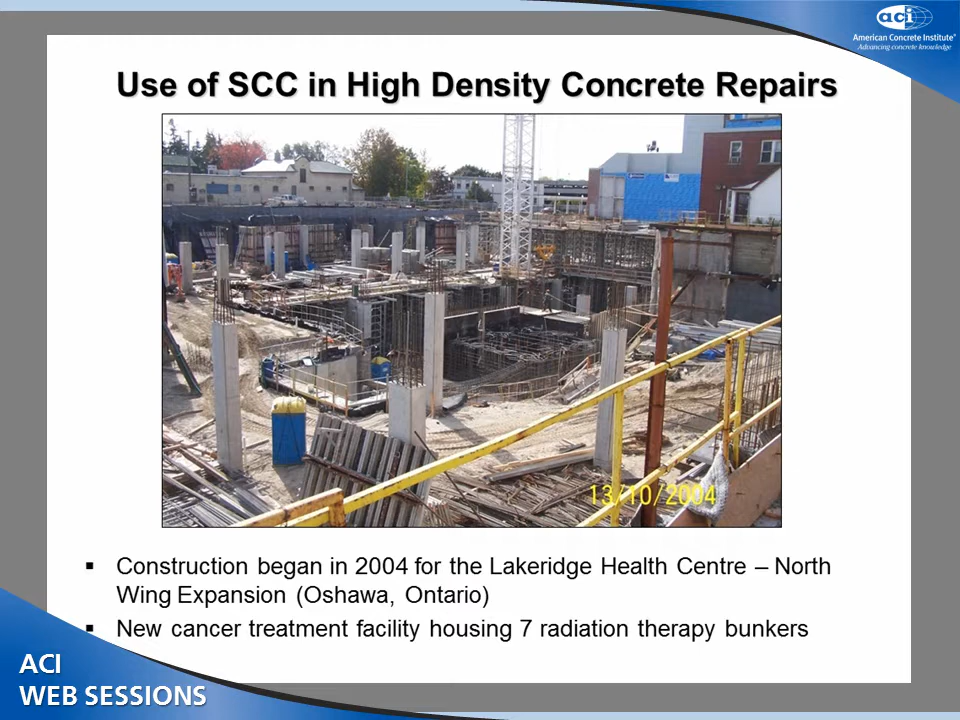 aci
American Concrete Institute®
Advancing concrete knowledge
Use of SCC in High Density Concrete Repairs
13/10/2004
▪ Construction began in 2004 for the Lakeridge Health Centre – North
Wing Expansion (Oshawa, Ontario)
▪ New cancer treatment facility housing 7 radiation therapy bunkers
ACI
WEB SESSIONS